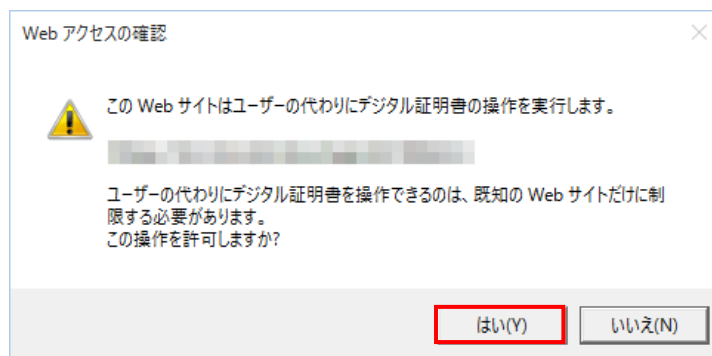 Web アクセスの確認
この Web サイトはユーザーの代わりにデジタル証明書の操作を実行します。
ユーザーの代わりにデジタル証明書を操作できるのは、既知の Web サイトだけに制
限する必要があります。
この操作を許可しますか?
はい(Y)
いいえ(N)